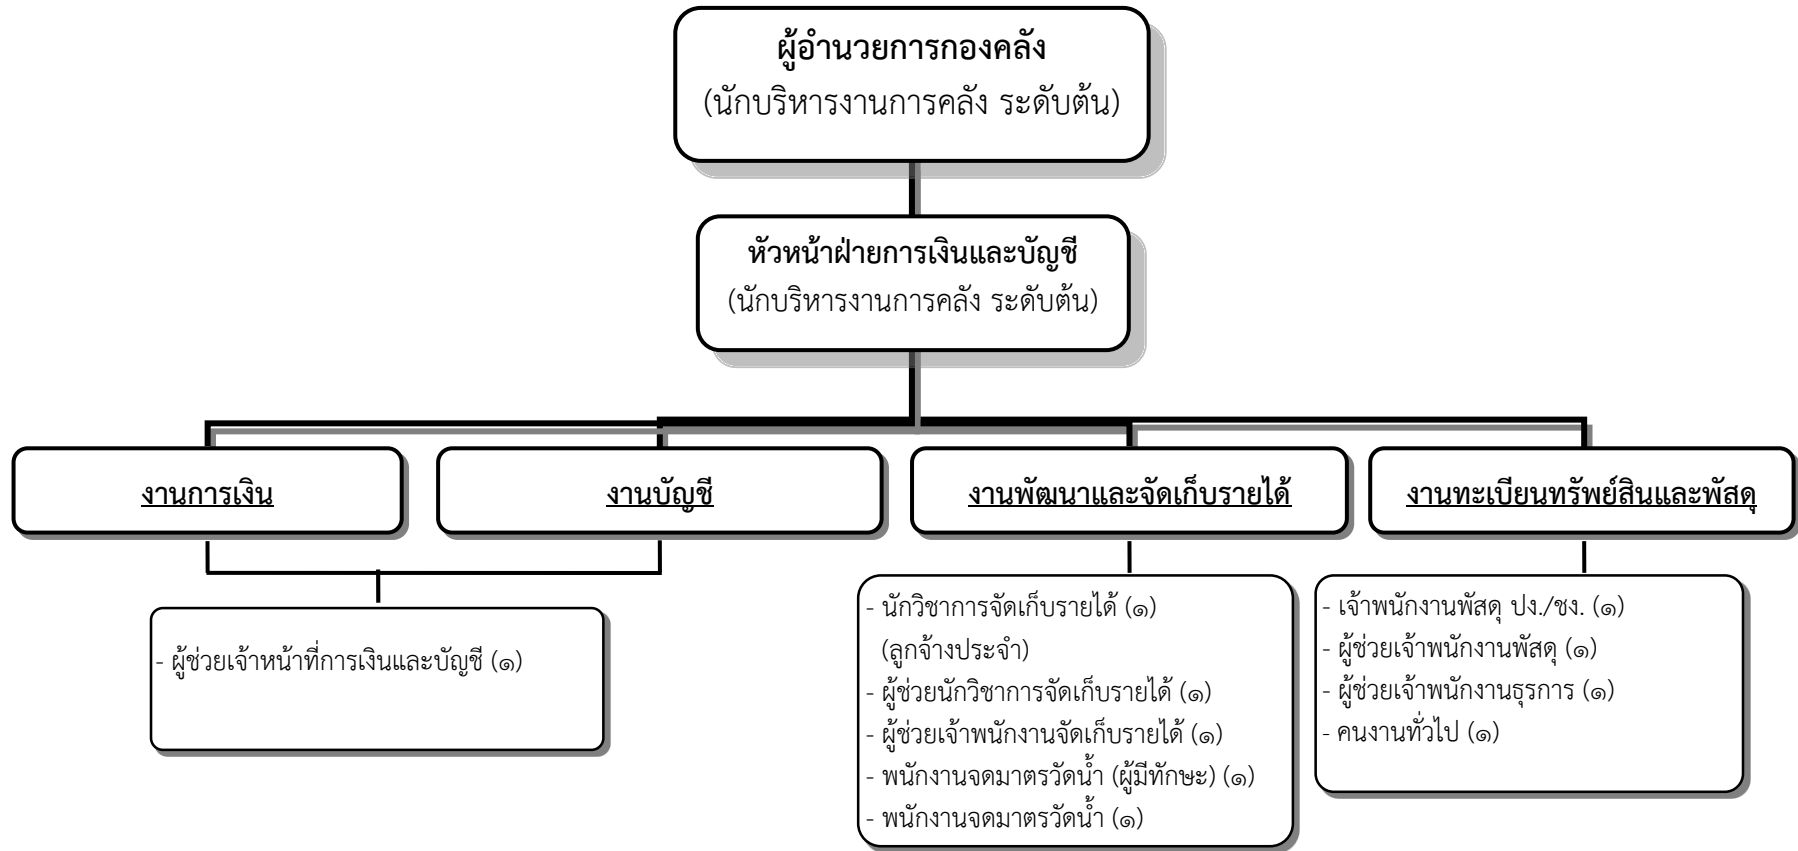 ผู้อำนวยการกองคลัง
(นักบริหารงานการคลัง ระดับต้น)
หัวหน้าฝ่ายการเงินและบัญชี
(นักบริหารงานการคลัง ระดับต้น)
งานการเงิน
งานบัญชี
งานพัฒนาและจัดเก็บรายได้
งานทะเบียนทรัพย์สินและพัสดุ
- ผู้ช่วยเจ้าหน้าที่การเงินและบัญชี (๑)
- นักวิชาการจัดเก็บรายได้ (๑)
(ลูกจ้างประจำ)
- ผู้ช่วยนักวิชาการจัดเก็บรายได้ (๑)
- ผู้ช่วยเจ้าพนักงานจัดเก็บรายได้ (๑)
- พนักงานจดมาตรวัดน้ำ (ผู้มีทักษะ) (๑)
- พนักงานจดมาตรวัดน้ำ (๑)
- เจ้าพนักงานพัสดุ ปง./ชง. (๑)
- ผู้ช่วยเจ้าพนักงานพัสดุ (๑)
- ผู้ช่วยเจ้าพนักงานธุรการ (๑)
- คนงานทั่วไป (๑)